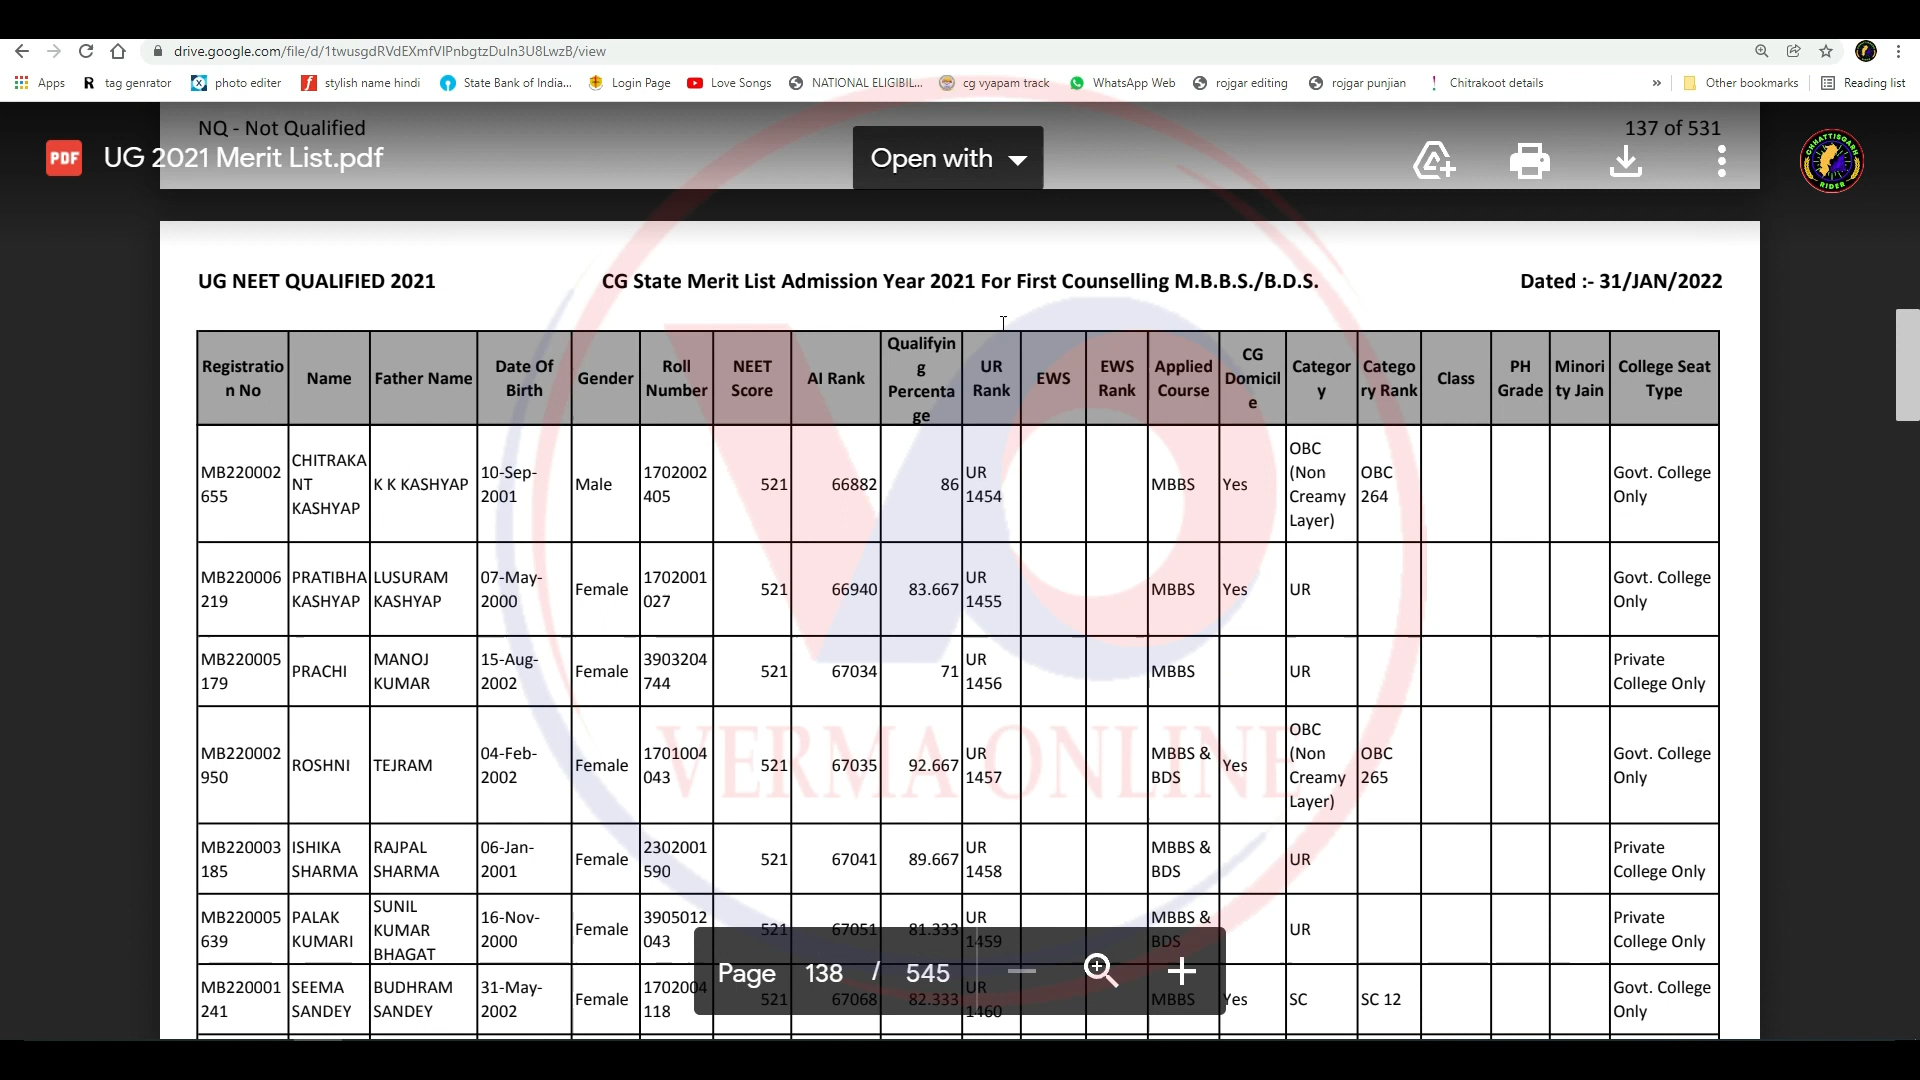 drive.google.com/file/d/1twusgdRVdEXmfVlPnbgtzDuln3U8LwzB/view
Apps R tag genrator photo editer stylish name hindi State Bank of India... Login Page Love Songs NATIONAL ELIGIBIL... cg vyapam track WhatsApp Web rojgar editing rojgar punjian Chitrakoot details » Other bookmarks Reading list
NQ - Not Qualified 137 of 531
PDF UG 2021 Merit List.pdf Open with
CHHATTISGARH RIDER
UG NEET QUALIFIED 2021 CG State Merit List Admission Year 2021 For First Counselling M.B.B.S./B.D.S. Dated :- 31/JAN/2022
Registratio n No Name Father Name Date Of Birth Gender Roll Number NEET Score AI Rank Qualifyin g Percenta ge UR Rank EWS EWS Rank Applied Course CG Domicil e Categor y Catego ry Rank Class PH Grade Minori ty Jain College Seat Type
MB220002 655 CHITRAKA NT KASHYAP K K KASHYAP 10-Sep- 2001 Male 1702002 405 521 66882 86 UR 1454 MBBS Yes OBC (Non Creamy Layer) OBC 264 Govt. College Only
MB220006 219 PRATIBHA KASHYAP LUSURAM KASHYAP 07-May- 2000 Female 1702001 027 521 66940 83.667 UR 1455 MBBS Yes UR Govt. College Only
MB220005 179 PRACHI MANOJ KUMAR 15-Aug- 2002 Female 3903204 744 521 67034 71 UR 1456 MBBS UR Private College Only
MB220002 950 ROSHNI TEJRAM 04-Feb- 2002 Female 1701004 043 521 67035 92.667 UR 1457 MBBS & BDS Yes OBC (Non Creamy Layer) OBC 265 Govt. College Only
VERMA ONLINE
MB220003 185 ISHIKA SHARMA RAJPAL SHARMA 06-Jan- 2001 Female 2302001 590 521 67041 89.667 UR 1458 MBBS & BDS UR Private College Only
MB220005 639 PALAK KUMARI SUNIL KUMAR BHAGAT 16-Nov- 2000 Female 3905012 043 521 67051 81.333 UR 1459 MBBS & BDS UR Private College Only
MB220001 241 SEEMA SANDEY BUDHRAM SANDEY 31-May- 2002 Female 1702004 118 521 67068 82.333 UR 1460 MBBS Yes SC SC 12 Govt. College Only
Page 138 / 545